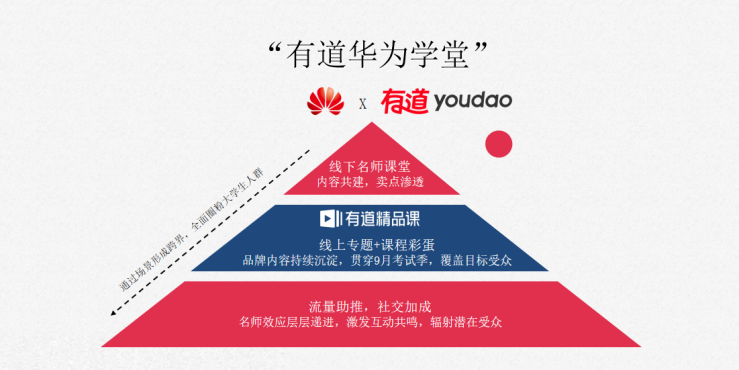 “有道华为学堂”
X 有道 youdao
线下名师课堂
内容共建，卖点渗透
通过场景形成跨界，全面圈粉大学生人群
有道精品课
线上专题+课程彩蛋
品牌内容持续沉淀，贯穿9月考试季，覆盖目标受众
流量助推，社交加成
名师效应层层递进，激发互动共鸣，辐射潜在受众